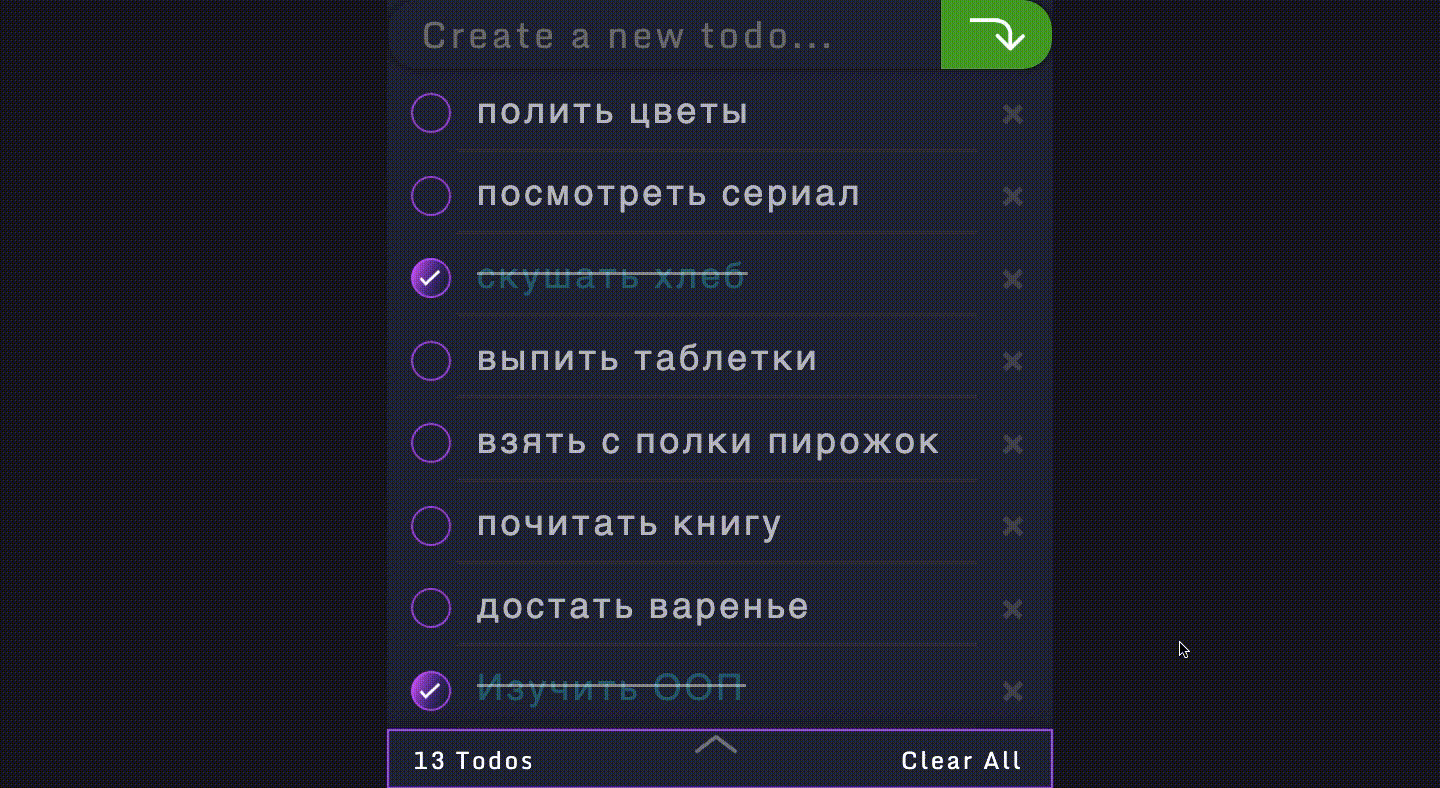 Create a new todo...
полить цветы
посмотреть сериал
скушать хлеб
выпить таблетки
взять с полки пирожок
почитать книгу
достать варенье
Изучить ООП
13 Todos
Clear All